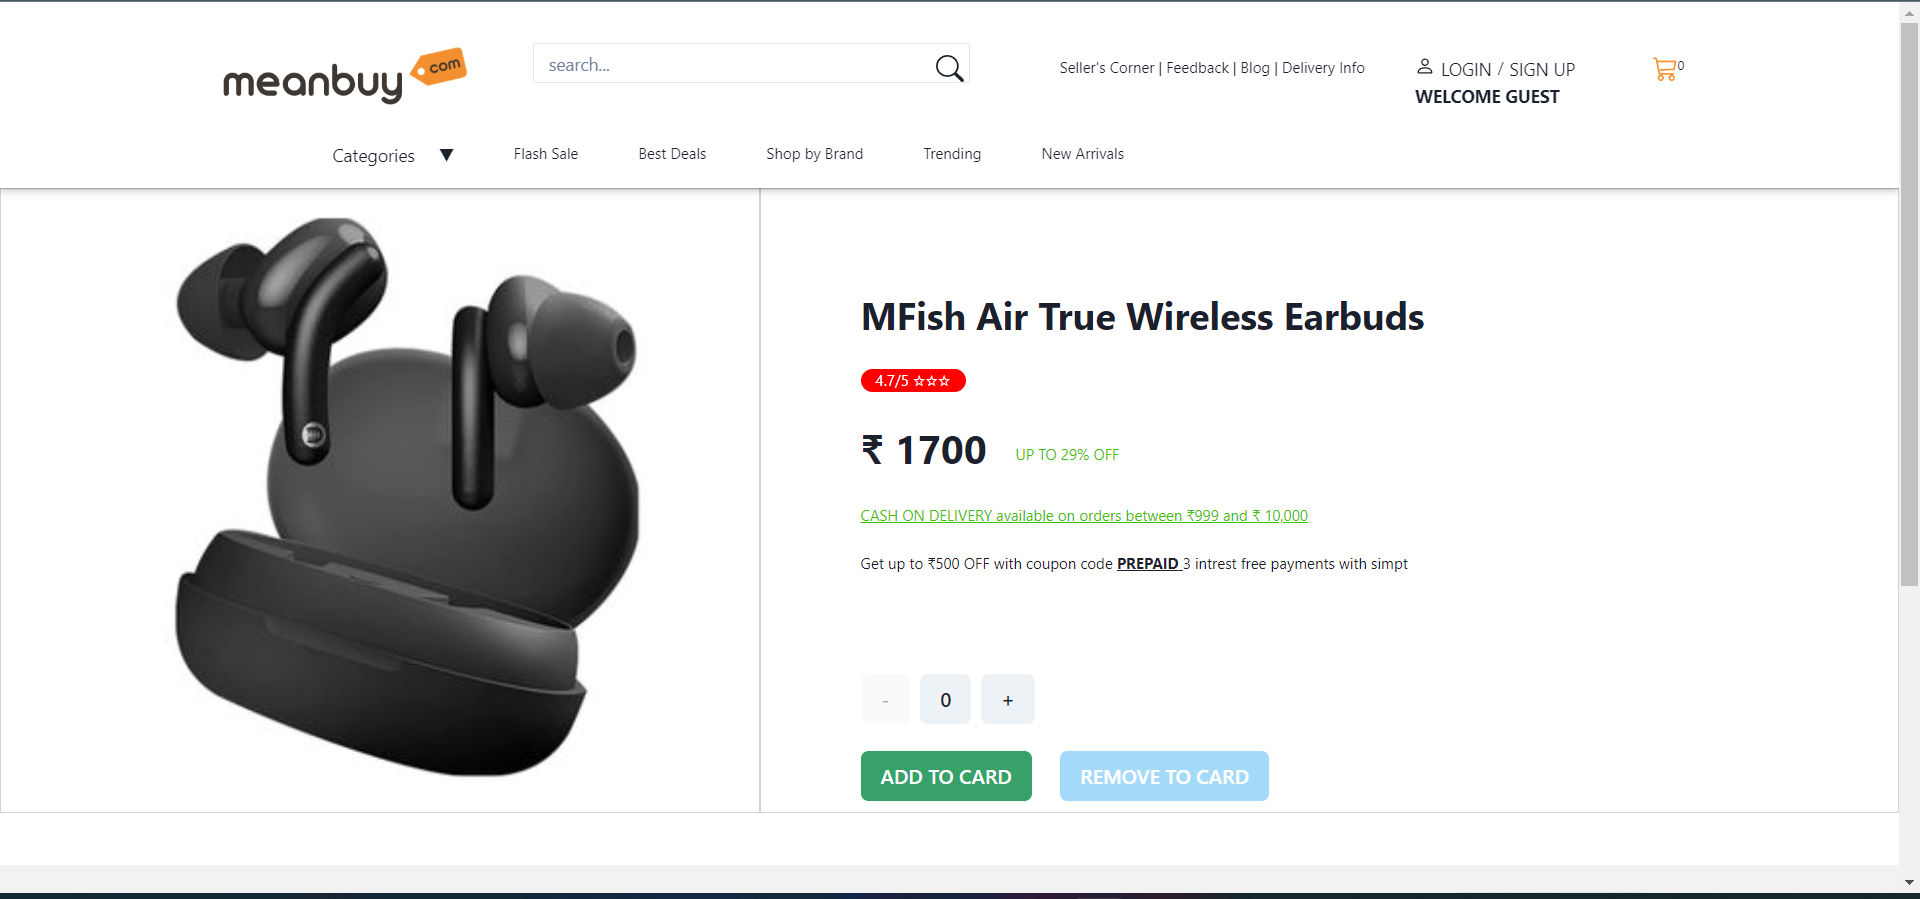 meanbuy com
search...
Seller's Corner | Feedback | Blog | Delivery Info
LOGIN / SIGN UP
WELCOME GUEST
0
Categories ▼ Flash Sale Best Deals Shop by Brand Trending New Arrivals
MFish Air True Wireless Earbuds
4.7/5 ☆☆☆
₹ 1700 UP TO 29% OFF
CASH ON DELIVERY available on orders between ₹999 and ₹ 10,000
Get up to ₹500 OFF with coupon code PREPAID 3 intrest free payments with simpt
- 0 +
ADD TO CARD REMOVE TO CARD